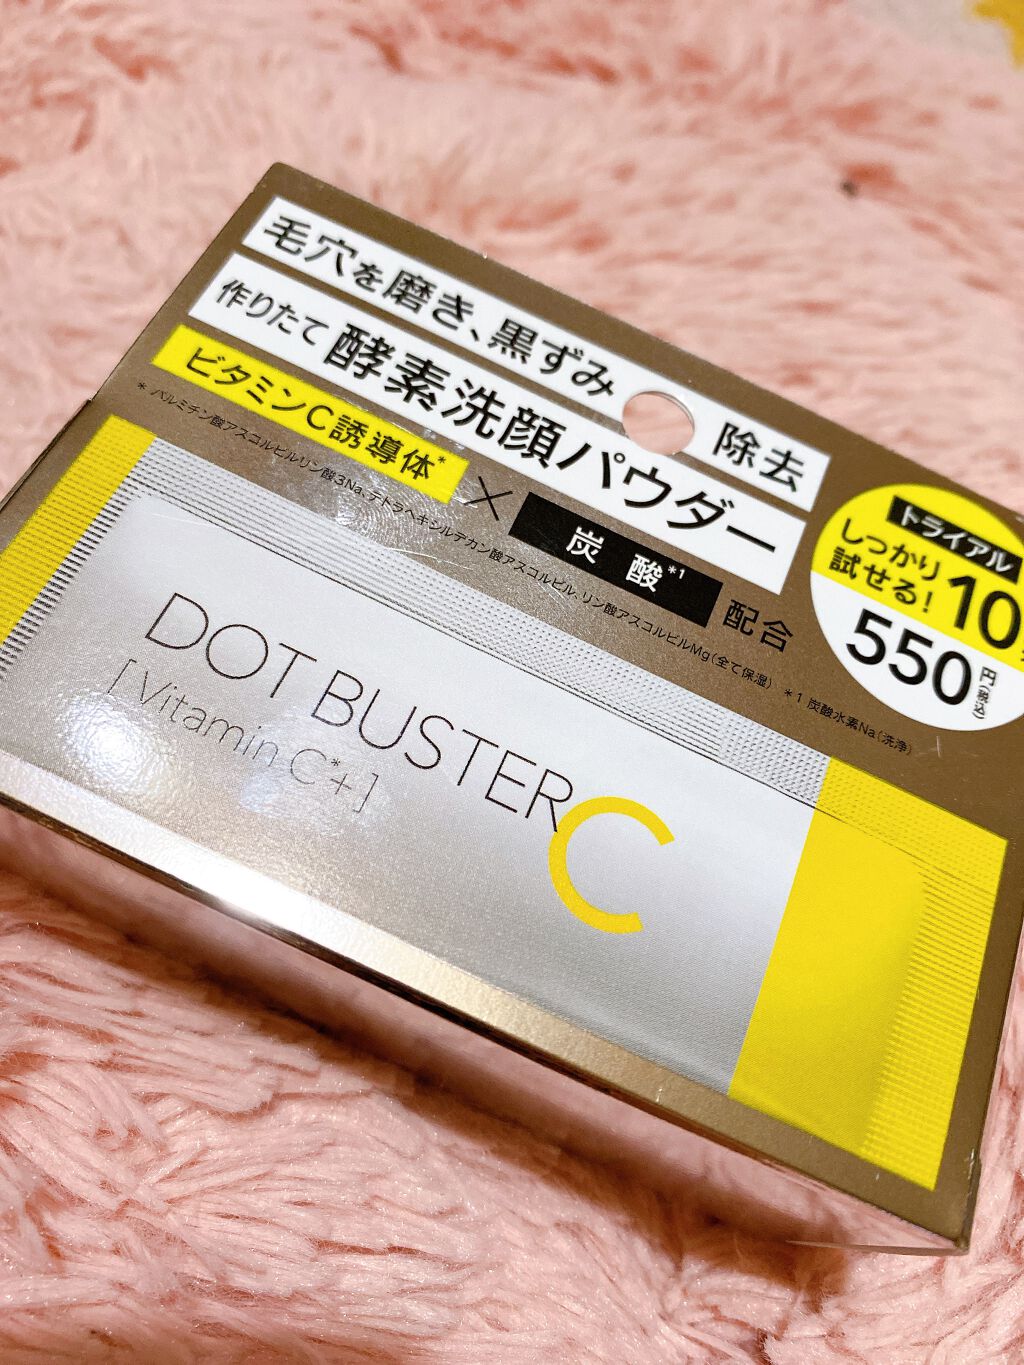 毛穴を磨き、黒ずみ 除去
作りたて 酵素洗顔パウダー
ビタミンC誘導体* × 炭酸*1 配合
* パルミチン酸アスコルビルリン酸3Na、テトラヘキシルデカン酸アスコルビル、リン酸アスコルビルMg（全て保湿） *1 炭酸水素Na（洗浄）
トライアル
しっかり
試せる! 10
550円(税込)
DOT BUSTER C
[Vitamin C*+]